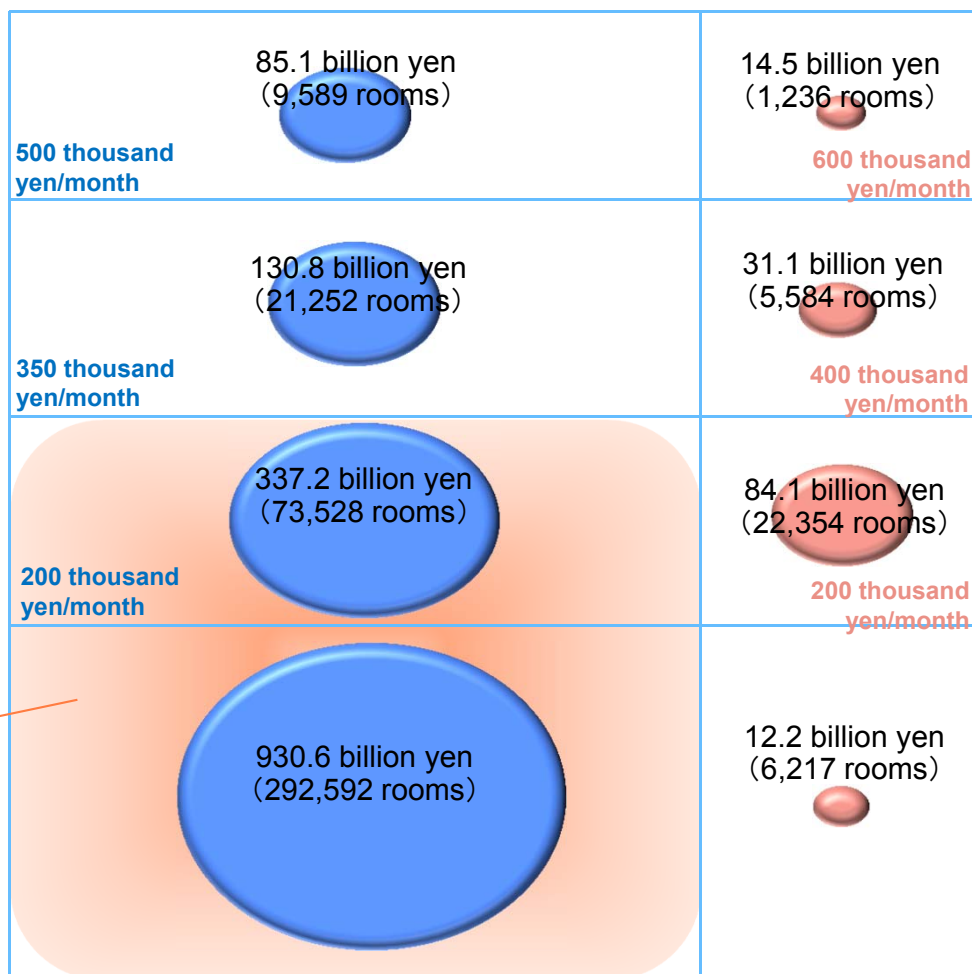 85.1 billion yen
（9,589 rooms）
14.5 billion yen
（1,236 rooms）
500 thousand
yen/month
600 thousand
yen/month
130.8 billion yen
（21,252 rooms）
31.1 billion yen
（5,584 rooms）
350 thousand
yen/month
400 thousand
yen/month
337.2 billion yen
（73,528 rooms）
84.1 billion yen
（22,354 rooms）
200 thousand
yen/month
200 thousand
yen/month
930.6 billion yen
（292,592 rooms）
12.2 billion yen
（6,217 rooms）